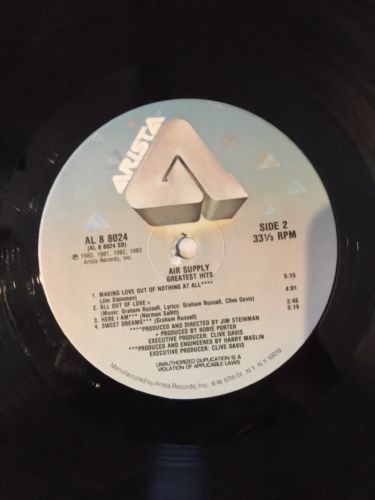 ARISTA
AL 8 8024
(AL 8 8024 SB)
℗ 1980, 1981, 1982, 1983
Arista Records, Inc.
SIDE 2
33⅓ RPM
AIR SUPPLY
GREATEST HITS
1. MAKING LOVE OUT OF NOTHING AT ALL**** 5:15
(Jim Steinman)
2. ALL OUT OF LOVE + 4:01
(Music: Graham Russell, Lyrics: Graham Russell, Clive Davis)
3. HERE I AM*** (Norman Sallitt) 3:46
4. SWEET DREAMS*** (Graham Russell) 5:19
****PRODUCED AND DIRECTED BY JIM STEINMAN
+ PRODUCED BY ROBIE PORTER
EXECUTIVE PRODUCER: CLIVE DAVIS
***PRODUCED AND ENGINEERED BY HARRY MASLIN
EXECUTIVE PRODUCER: CLIVE DAVIS
UNAUTHORIZED DUPLICATION IS A
VIOLATION OF APPLICABLE LAWS
Manufactured by Arista Records, Inc., 6 W 57th St., N.Y., N.Y. 10019